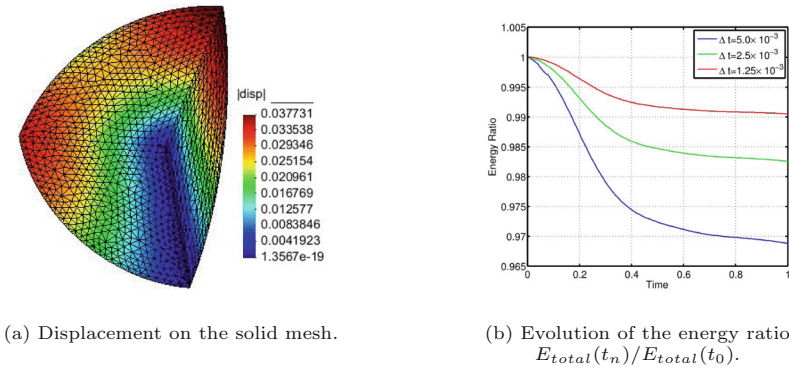 |disp|
0.037731
0.033538
0.029346
0.025154
0.020961
0.016769
0.012577
0.0083846
0.0041923
1.3567e-19
(a) Displacement on the solid mesh.
1.005
1
0.995
0.99
0.985
0.98
0.975
0.97
0.965
Energy Ratio
0
0.2
0.4
0.6
0.8
1
Time
Δ t=5.0× 10⁻³
Δ t=2.5× 10⁻³
Δ t=1.25× 10⁻³
(b) Evolution of the energy ratio
E_total(t_n)/E_total(t_0).